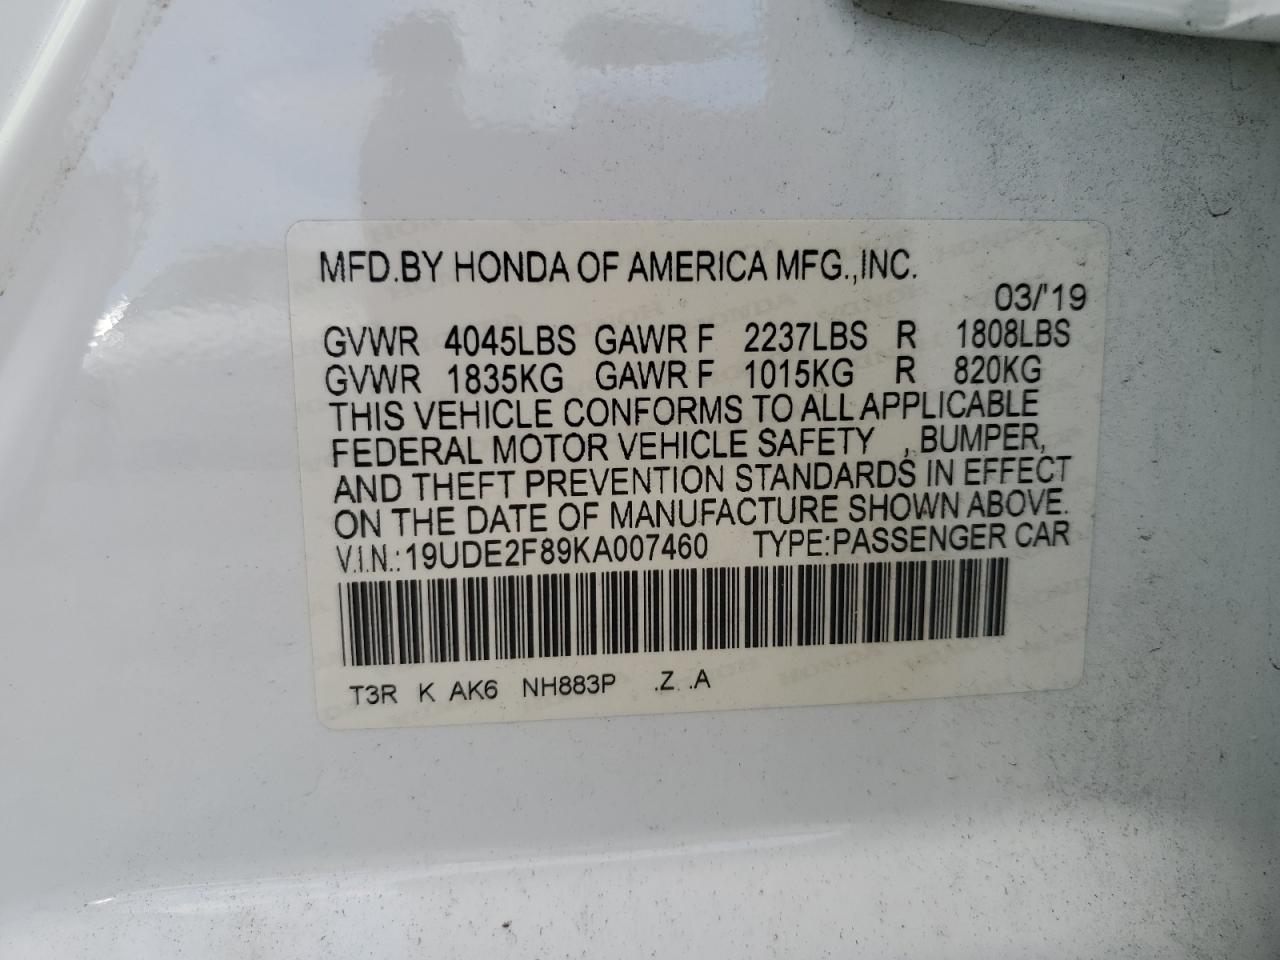 MFD.BY HONDA OF AMERICA MFG.,INC.
03/'19
GVWR 4045LBS GAWR F 2237LBS R 1808LBS
GVWR 1835KG GAWR F 1015KG R 820KG
THIS VEHICLE CONFORMS TO ALL APPLICABLE
FEDERAL MOTOR VEHICLE SAFETY , BUMPER,
AND THEFT PREVENTION STANDARDS IN EFFECT
ON THE DATE OF MANUFACTURE SHOWN ABOVE.
V.I.N.:19UDE2F89KA007460 TYPE:PASSENGER CAR
T3R K AK6 NH883P .Z .A